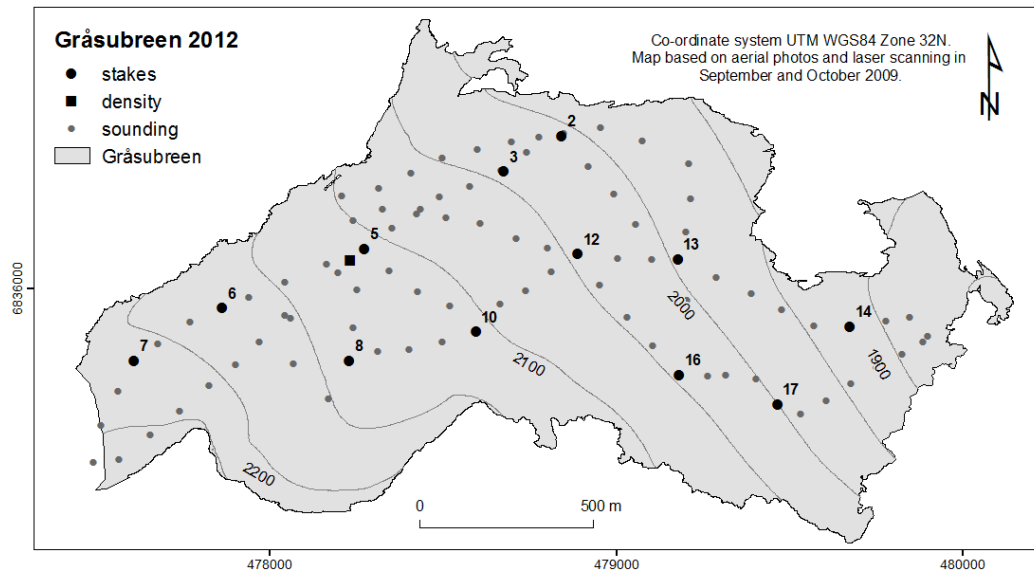 Gråsubreen 2012
stakes
density
sounding
Gråsubreen
Co-ordinate system UTM WGS84 Zone 32N.
Map based on aerial photos and laser scanning in
September and October 2009.
N
2
3
5
12
13
6
10
14
7
8
16
17
2000
2100
1900
2200
0 500 m
6836000
478000 479000 480000